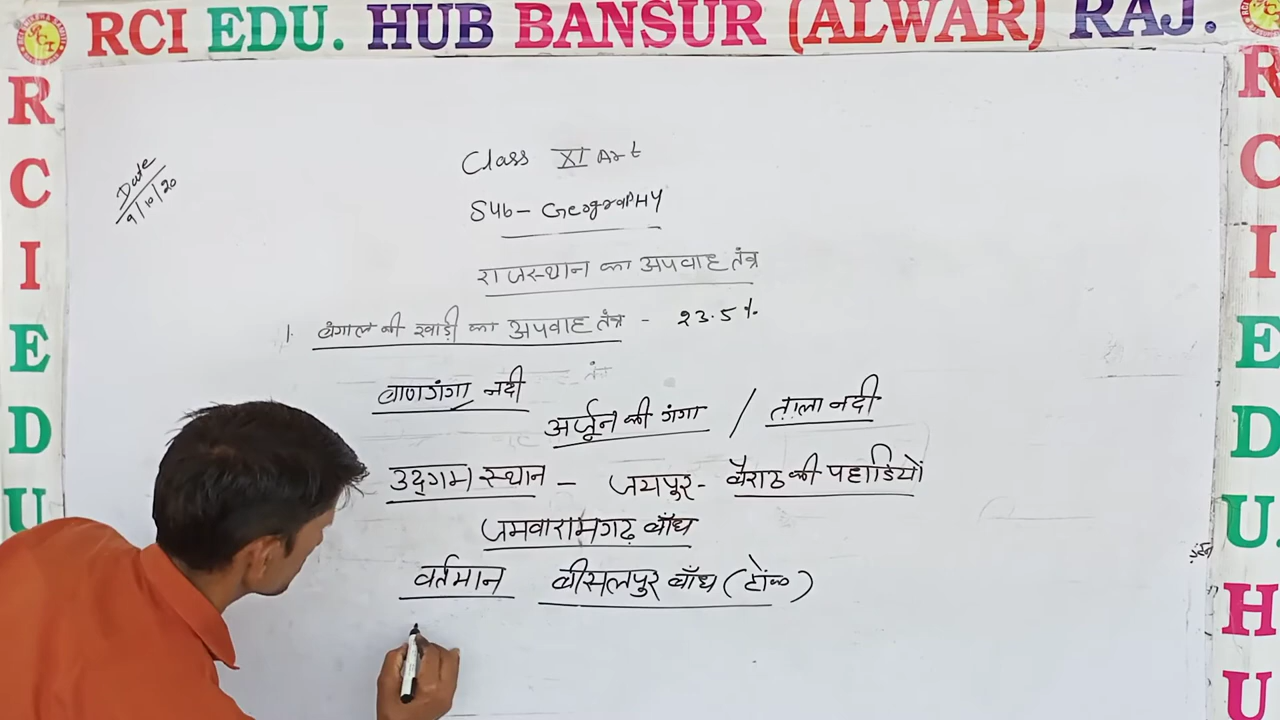 RCI EDU. HUB BANSUR (ALWAR) RAJ.
R
C
I
E
D
U
R
C
I
E
D
U.
H
U
Date
9/10/20
Class XI Art
Sub- GeograPHY
राजस्थान का अपवाह तंत्र
1. बंगाल की खाड़ी का अपवाह तंत्र - 23.5%
बाणगंगा नदी
अर्जून की गंगा / ताला नदी
उद्गम स्थान - जयपुर- बैराठ की पहाडियों
जमवारामगढ़ बाँध
वर्तमान बीसलपुर बाँध (टोंक)